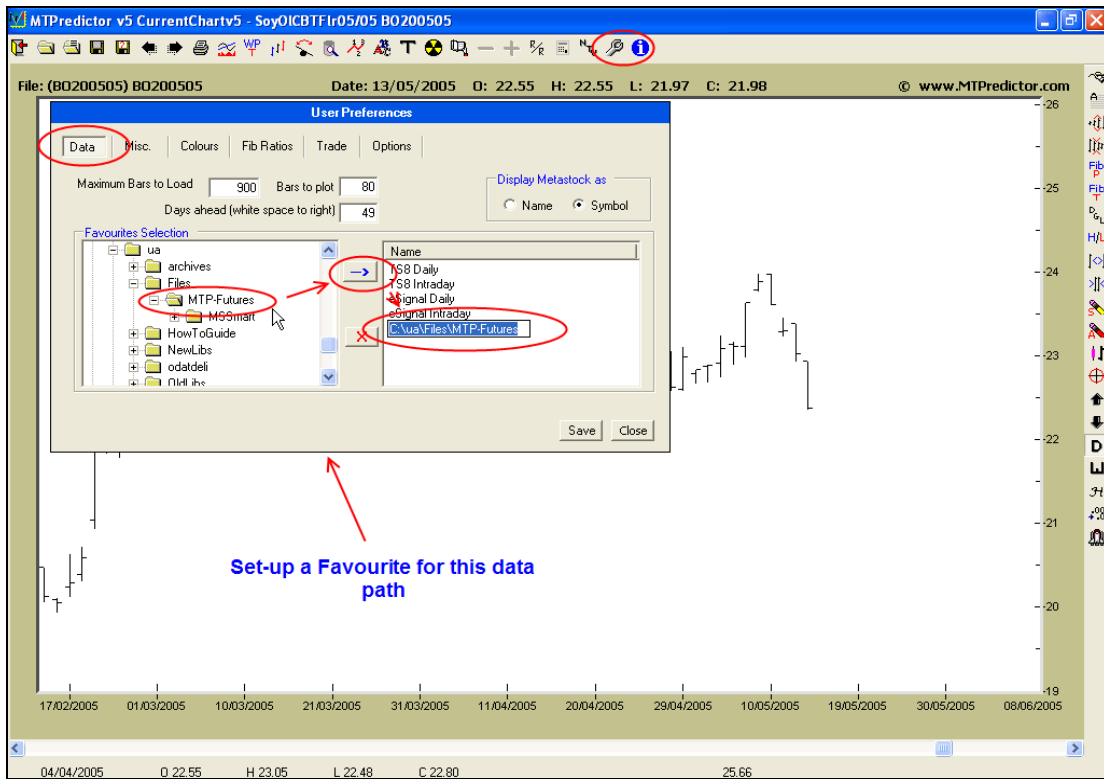 MTPredictor v5 CurrentChartv5 - SoyOlCBTFlr05/05 BO200505
WP
T
R/R
File: (BO200505) BO200505 Date: 13/05/2005 O: 22.55 H: 22.55 L: 21.97 C: 21.98 © www.MTPredictor.com
User Preferences
Data Misc. Colours Fib Ratios Trade Options
Maximum Bars to Load 900 Bars to plot 80
Days ahead (white space to right) 49
Display Metastock as
Name Symbol
Favourites Selection
ua
archives
Files
MTP-Futures
MSSmart
HowToGuide
NewLibs
odatdeli
OldLibs
Name
TS8 Daily
TS8 Intraday
eSignal Daily
eSignal Intraday
C:\ua\Files\MTP-Futures
Save Close
Set-up a Favourite for this data
path
26
25
24
23
22
21
20
19
Fib P
Fib T
H/L
D
W
17/02/2005 01/03/2005 10/03/2005 21/03/2005 31/03/2005 11/04/2005 20/04/2005 29/04/2005 10/05/2005 19/05/2005 30/05/2005 08/06/2005
04/04/2005 O 22.55 H 23.05 L 22.48 C 22.80 25.66